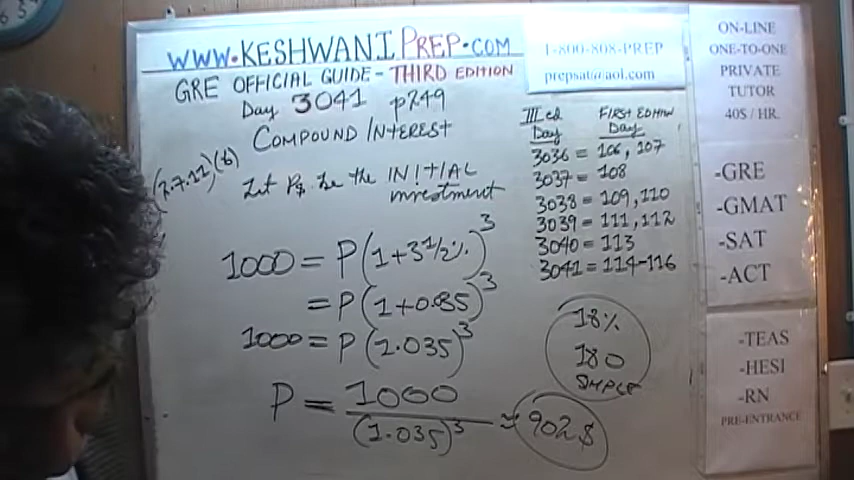 WWW.KESHWANIPREP.COM
GRE OFFICIAL GUIDE - THIRD EDITION
Day 3041 p249
COMPOUND INTEREST
(2.7.12)(b)
Let P$ be the INITIAL
investment
1000 = P(1+3 1/2%)^3
= P(1+0.85)^3
1000 = P(1.035)^3
P = 1000
(1.035)^3
≈ 902$
1-800-808-PREP
prepsat@aol.com
III ed FIRST EDITION
Day Day
3036 = 106, 107
3037 = 108
3038 = 109, 110
3039 = 111, 112
3040 = 113
3041 = 114-116
18%
180
SIMPLE
ON-LINE
ONE-TO-ONE
PRIVATE
TUTOR
40$ / HR.
-GRE
-GMAT
-SAT
-ACT
-TEAS
-HESI
-RN
PRE-ENTRANCE